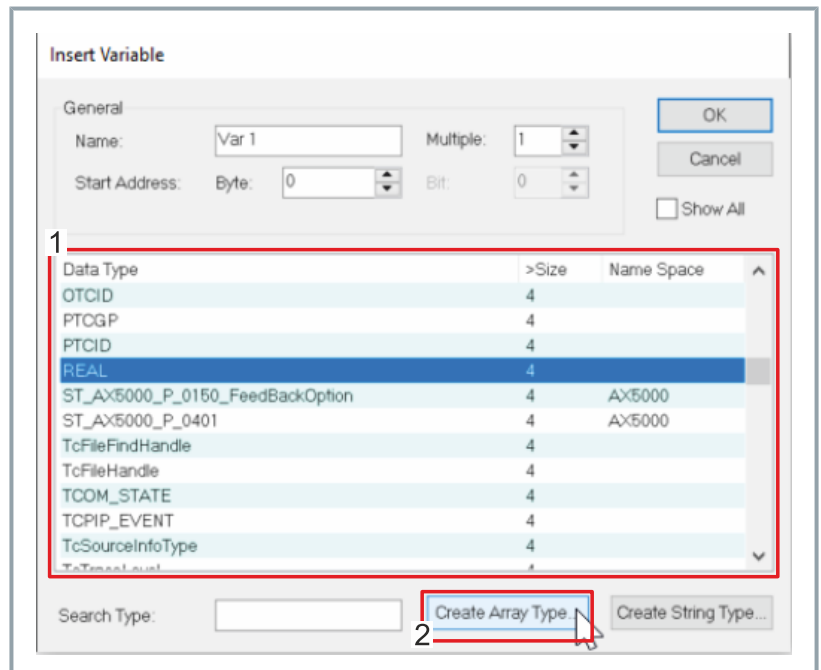 Insert Variable
General
Name: Var 1 Multiple: 1
OK
Start Address: Byte: 0 Bit: 0
Cancel
Show All
1
Data Type >Size Name Space
OTCID 4
PTCGP 4
PTCID 4
REAL 4
ST_AX5000_P_0150_FeedBackOption 4 AX5000
ST_AX5000_P_0401 4 AX5000
TcFileFindHandle 4
TcFileHandle 4
TCOM_STATE 4
TCPIP_EVENT 4
TcSourceInfoType 4
Search Type: Create Array Type... Create String Type...
2